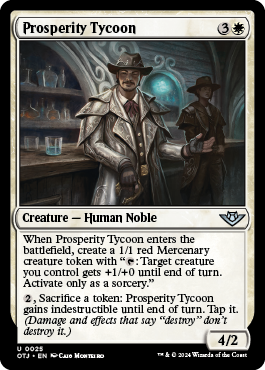 Prosperity Tycoon 3
Creature — Human Noble
When Prosperity Tycoon enters the
battlefield, create a 1/1 red Mercenary
creature token with “: Target creature
you control gets +1/+0 until end of turn.
Activate only as a sorcery.”
2, Sacrifice a token: Prosperity Tycoon
gains indestructible until end of turn. Tap it.
(Damage and effects that say “destroy” don’t
destroy it.)
4/2
U 0025
OTJ • EN Caio Monteiro
™ & © 2024 Wizards of the Coast